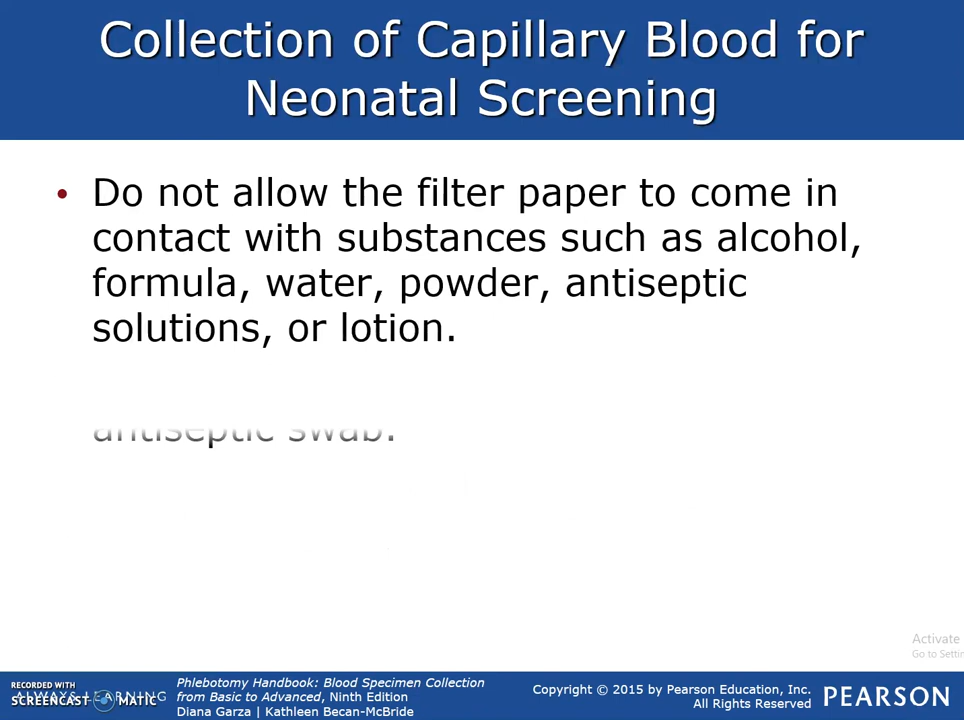 Collection of Capillary Blood for
Neonatal Screening
• Do not allow the filter paper to come in
contact with substances such as alcohol,
formula, water, powder, antiseptic
solutions, or lotion.
antiseptic swab.
Activate
Go to Settin
RECORDED WITH
SCREENCAST MATIC
ALWAYS LEARNING
Phlebotomy Handbook: Blood Specimen Collection
from Basic to Advanced, Ninth Edition
Diana Garza | Kathleen Becan-McBride
Copyright © 2015 by Pearson Education, Inc.
All Rights Reserved
PEARSON